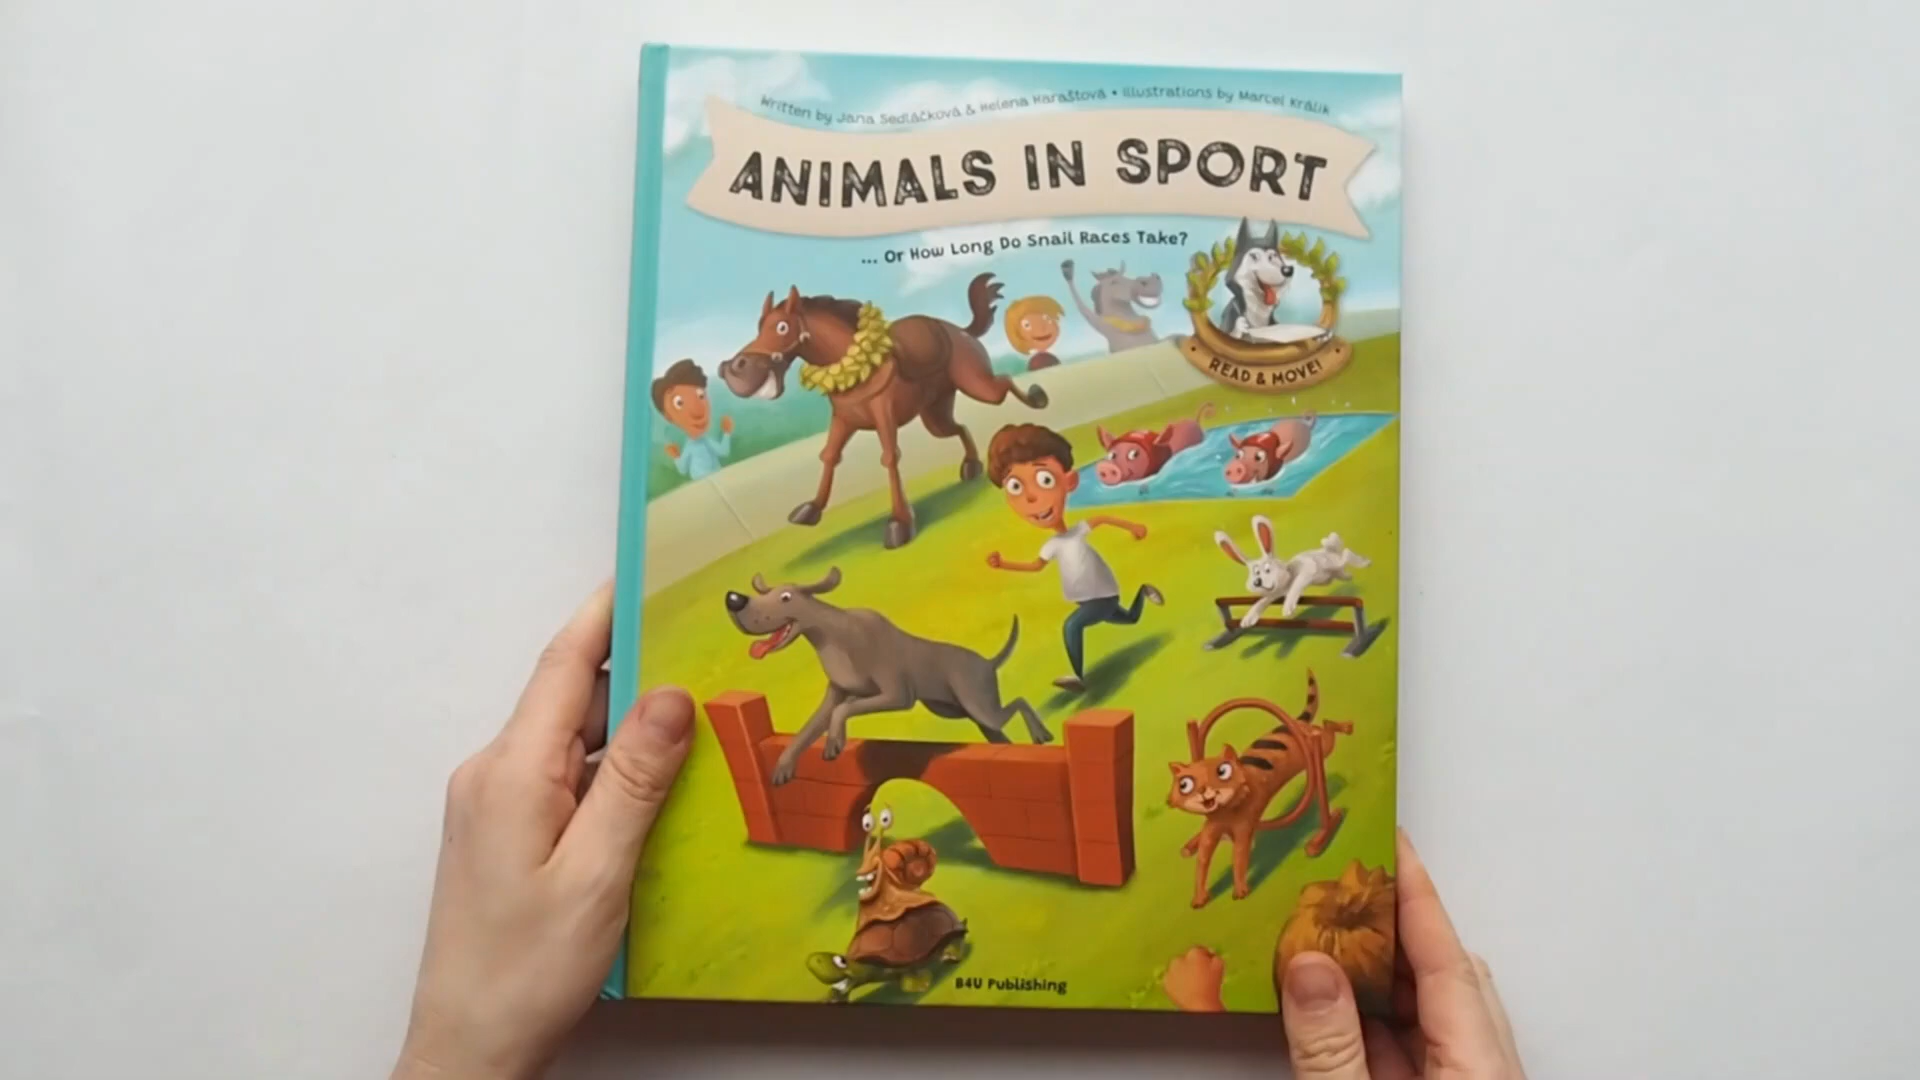 Written by Jana Sedláčková & Helena Haraštová • Illustrations by Marcel Králik
ANIMALS IN SPORT
... Or How Long Do Snail Races Take?
READ & MOVE!
B4U Publishing